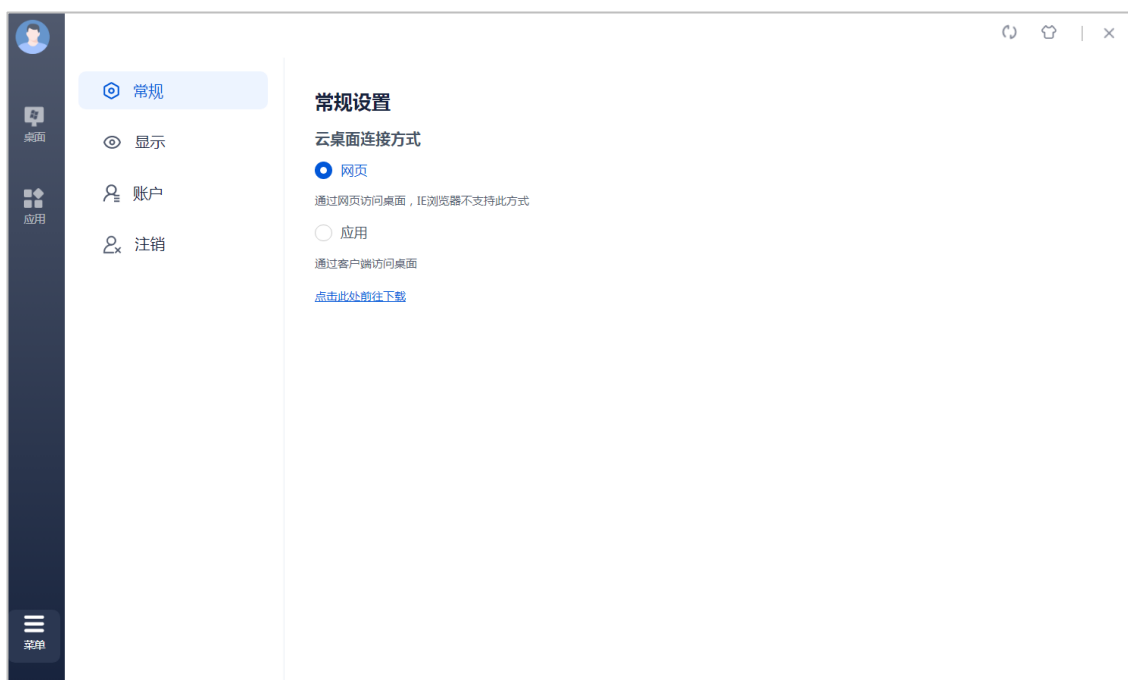 桌面
应用
菜单
常规
显示
账户
注销
常规设置
云桌面连接方式
网页
通过网页访问桌面，IE浏览器不支持此方式
应用
通过客户端访问桌面
点击此处前往下载